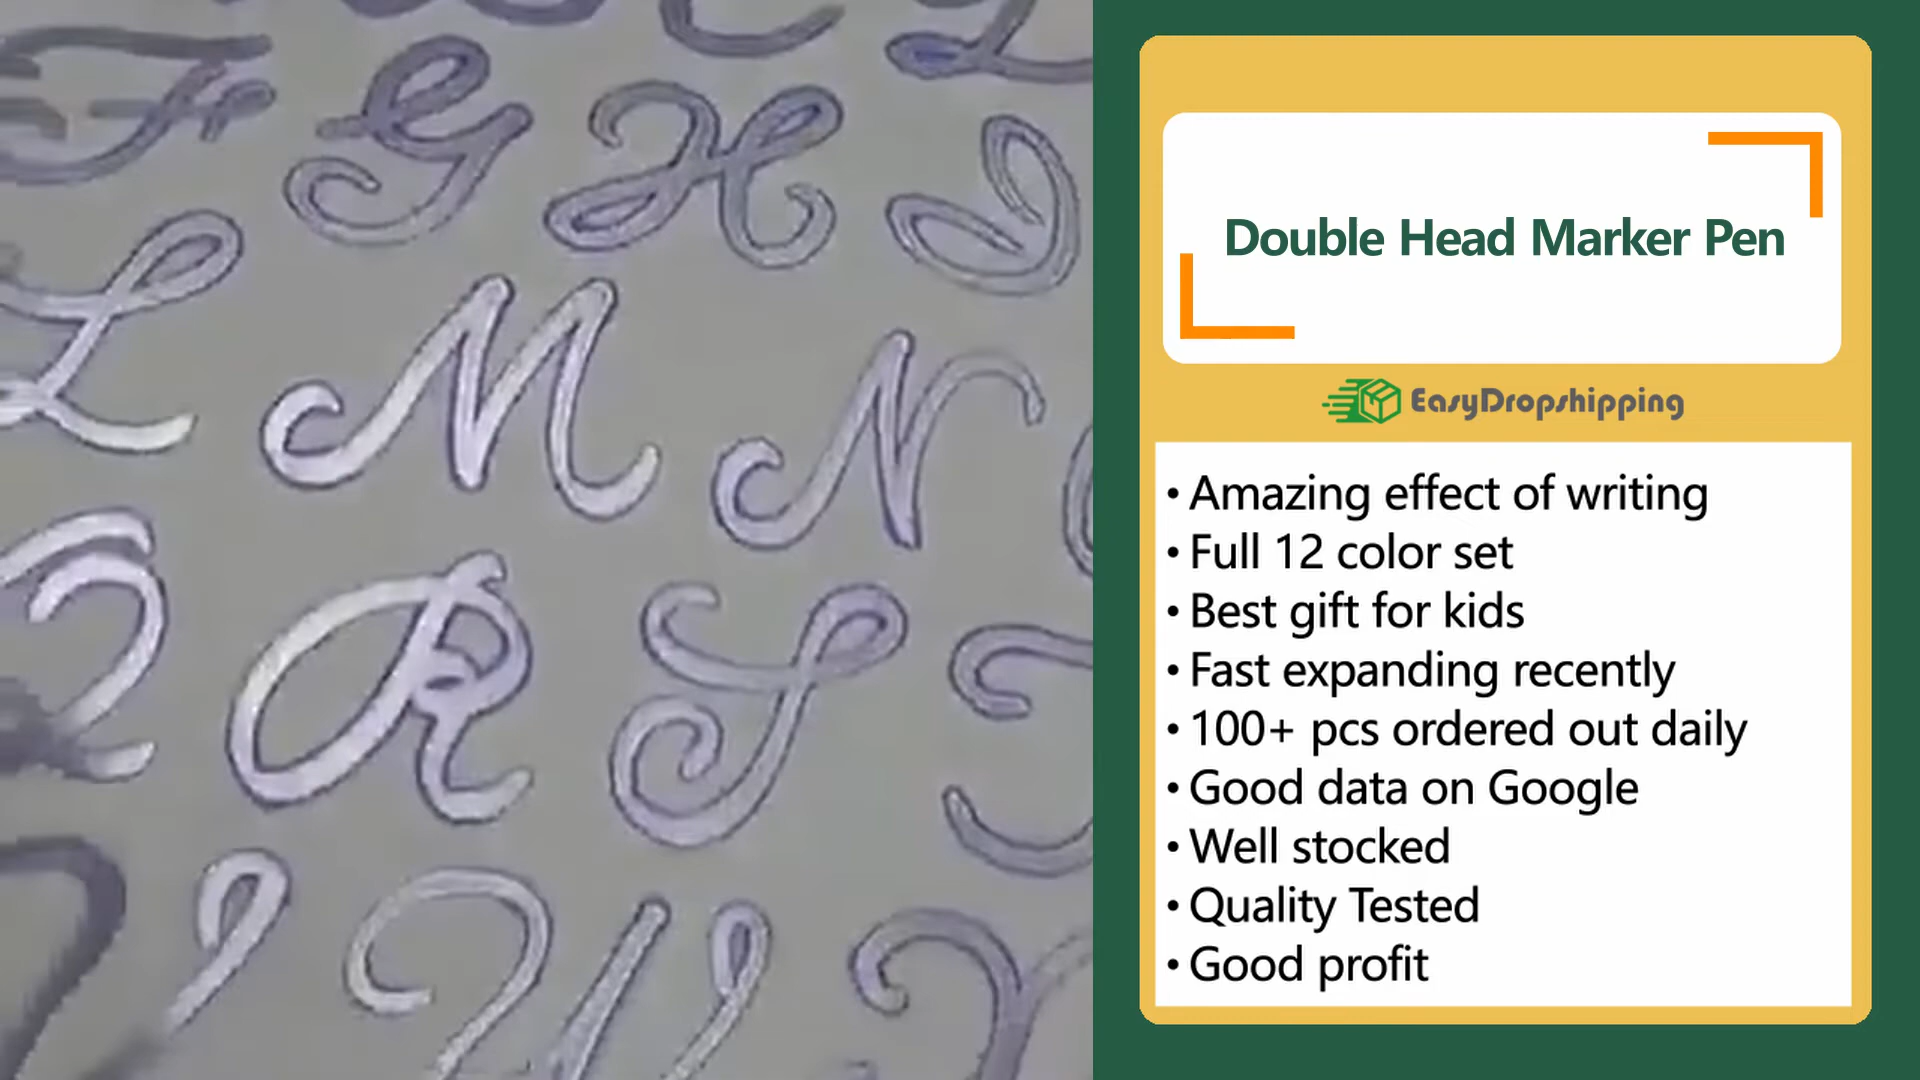 F G H J
L M N
Q R S T
V W Y
Double Head Marker Pen
EasyDropshipping
• Amazing effect of writing
• Full 12 color set
• Best gift for kids
• Fast expanding recently
• 100+ pcs ordered out daily
• Good data on Google
• Well stocked
• Quality Tested
• Good profit